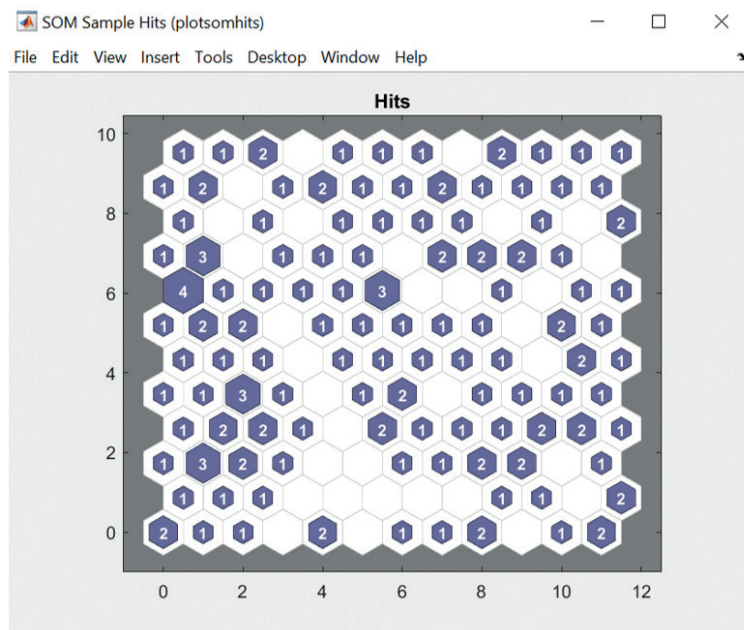 SOM Sample Hits (plotsomhits)
File Edit View Insert Tools Desktop Window Help
Hits
10
1 1 2 1 1 1 2 1 1 1
1 2 1 2 1 1 2 1 1 1 1
8
1 1 1 1 1 1 1 2
1 3 1 1 1 2 2 2 1
6
4 1 1 1 1 3 1 1 1
1 2 2 1 1 1 1 1 2 1
4
1 1 1 1 1 1 1 1 2 1
1 1 3 1 1 2 1 1 1 1
1 2 2 1 2 1 1 1 2 2 1
2
1 3 2 1 1 1 2 2 1
1 1 1 1 1 2
0
2 1 1 2 1 1 2 1 2
0 2 4 6 8 10 12